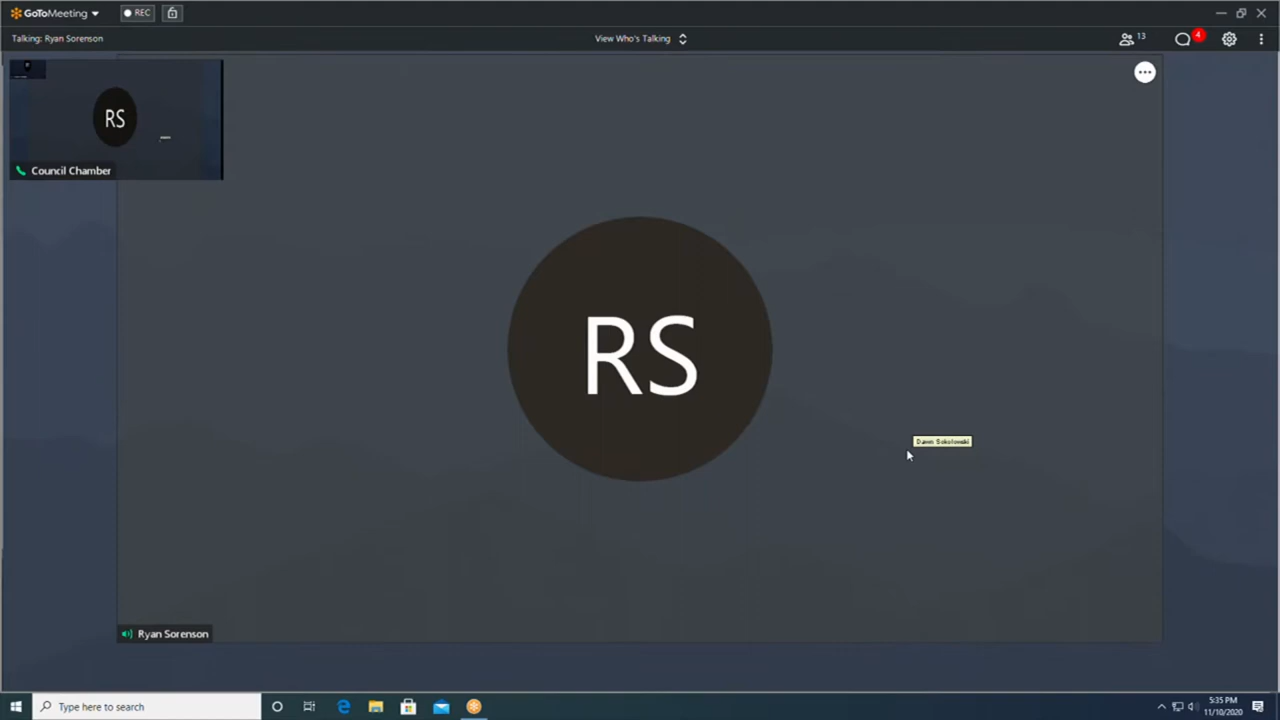 GoToMeeting
REC
Talking: Ryan Sorenson
View Who's Talking
13
4
RS
Council Chamber
RS
Dawn Sokolowski
Ryan Sorenson
Type here to search
5:35 PM
11/10/2020